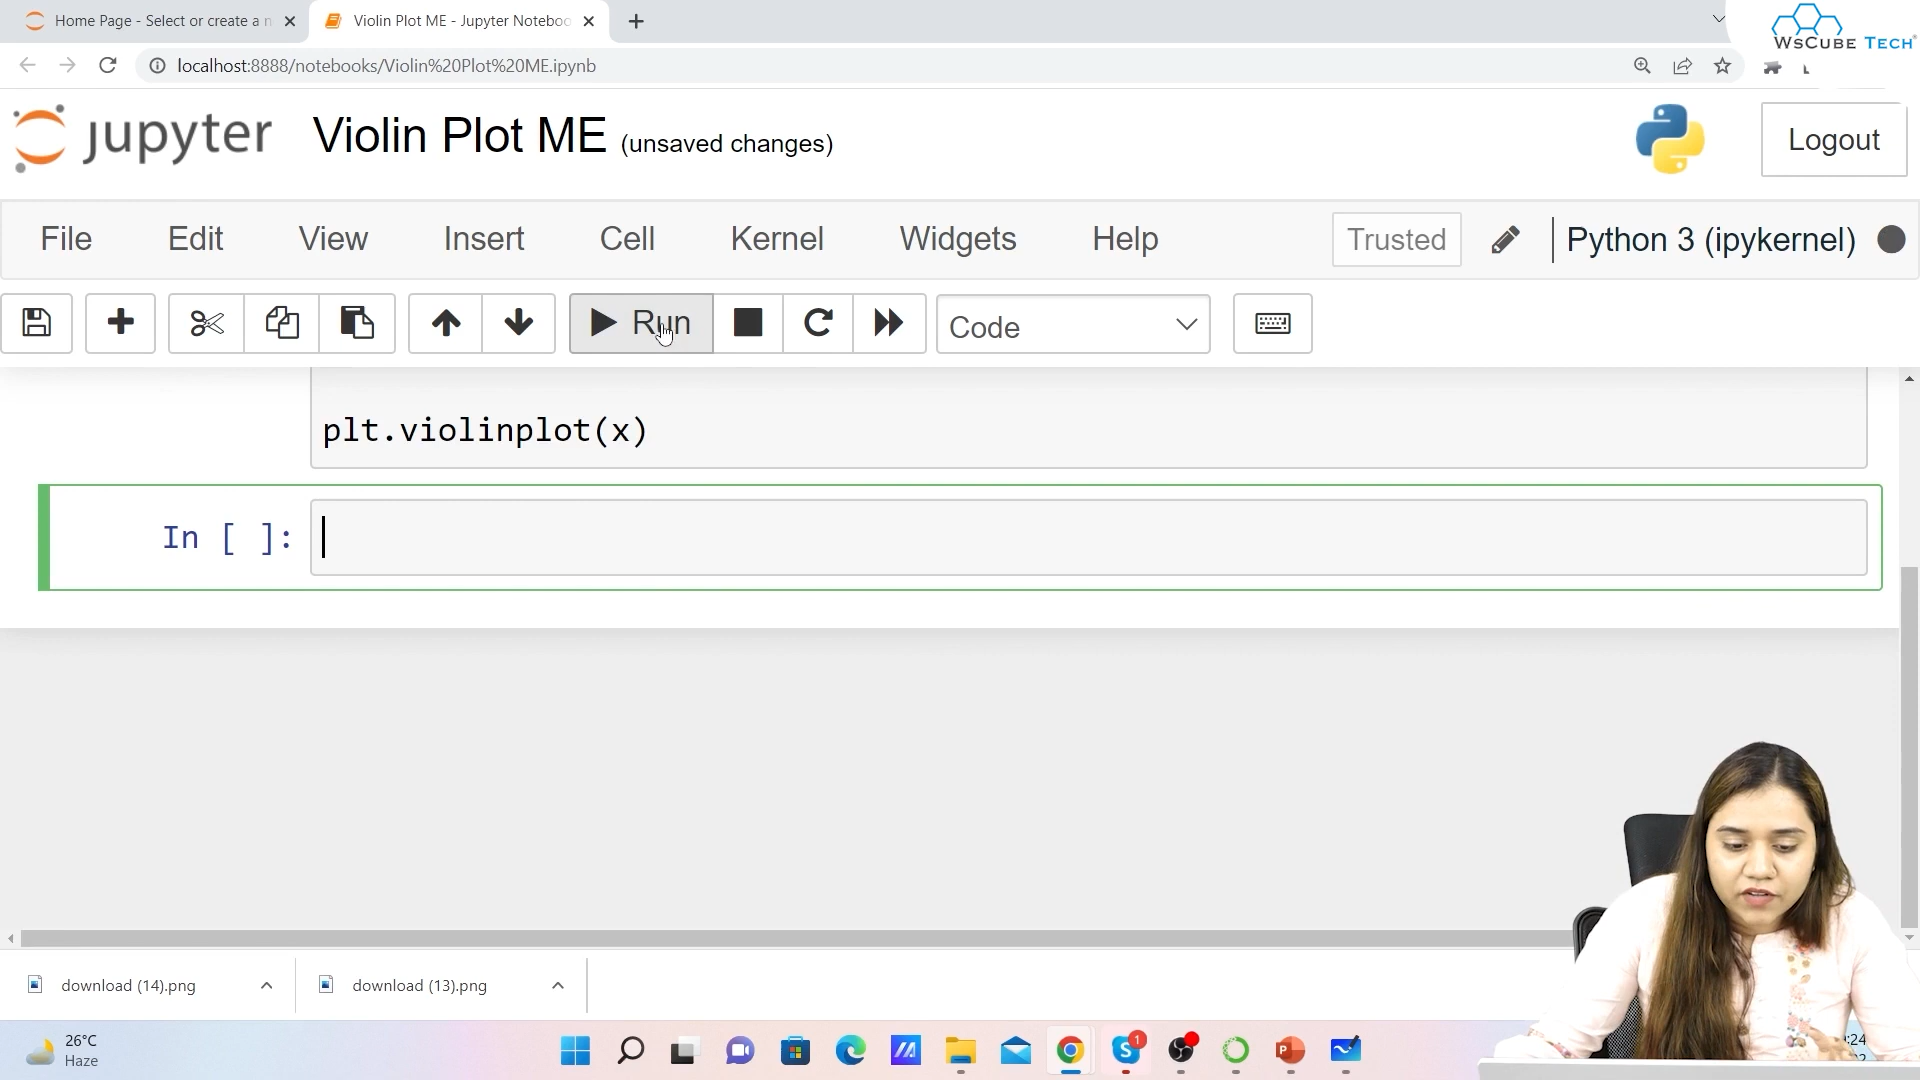 Home Page - Select or create a n
Violin Plot ME - Jupyter Noteboo
WsCube Tech
localhost:8888/notebooks/Violin%20Plot%20ME.ipynb
jupyter Violin Plot ME (unsaved changes)
Logout
File Edit View Insert Cell Kernel Widgets Help Trusted Python 3 (ipykernel)
Run Code
plt.violinplot(x)
In [ ]:
download (14).png download (13).png
26°C
Haze
1